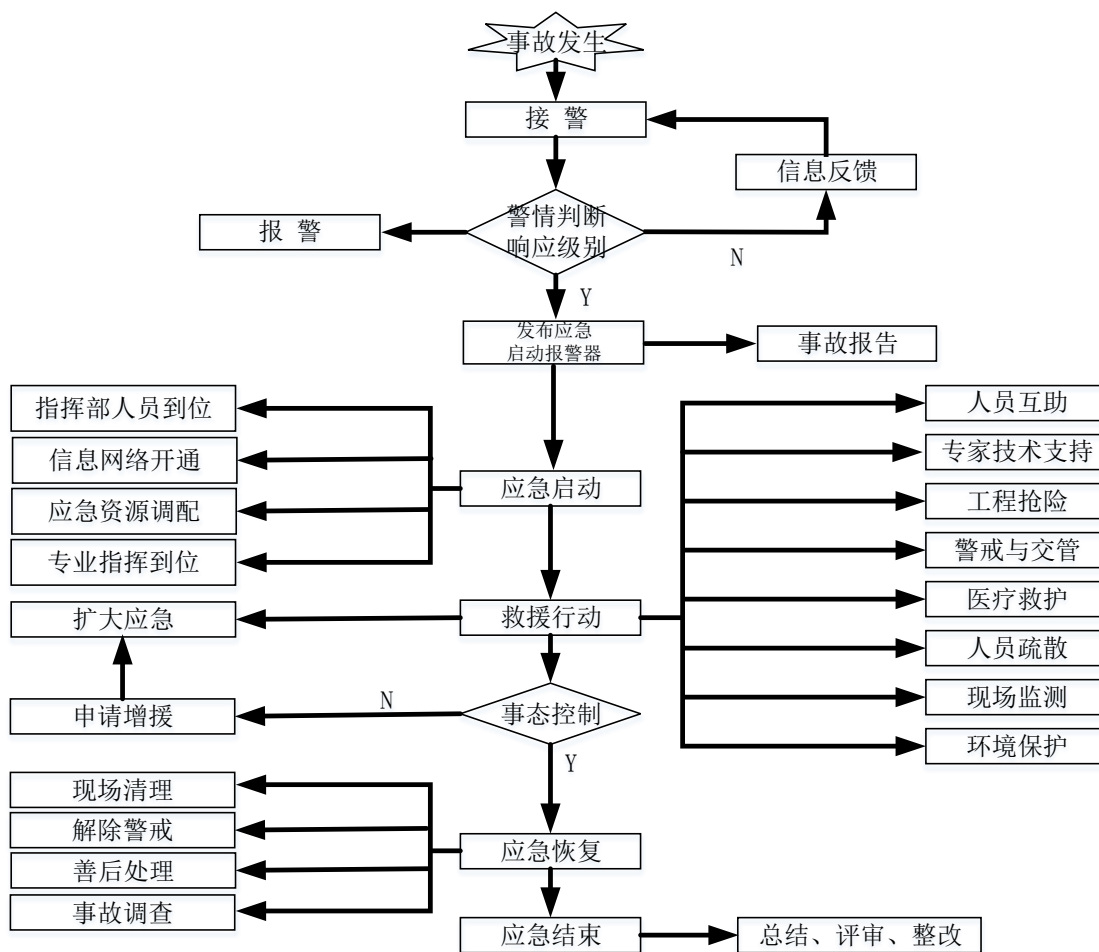 事故发生
接 警
信息反馈
警情判断
响应级别
报 警
N
Y
发布应急
启动报警器
事故报告
指挥部人员到位
信息网络开通
应急资源调配
专业指挥到位
应急启动
人员互助
专家技术支持
工程抢险
警戒与交管
医疗救护
人员疏散
现场监测
环境保护
扩大应急
救援行动
申请增援
N
事态控制
Y
现场清理
解除警戒
善后处理
事故调查
应急恢复
应急结束
总结、评审、整改